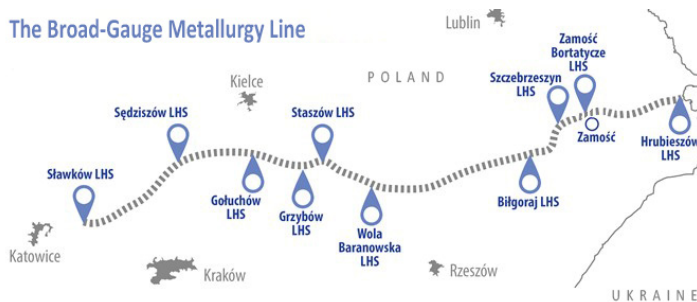 The Broad-Gauge Metallurgy Line
Lublin
Zamość
Bortatycze
LHS
Kielce
POLAND
Szczebrzeszyn
LHS
Sędziszów LHS
Staszów LHS
Zamość
Hrubieszów
LHS
Sławków LHS
Gołuchów
LHS
Grzybów
LHS
Biłgoraj LHS
Wola
Baranowska
LHS
Katowice
Kraków
Rzeszów
UKRAINE